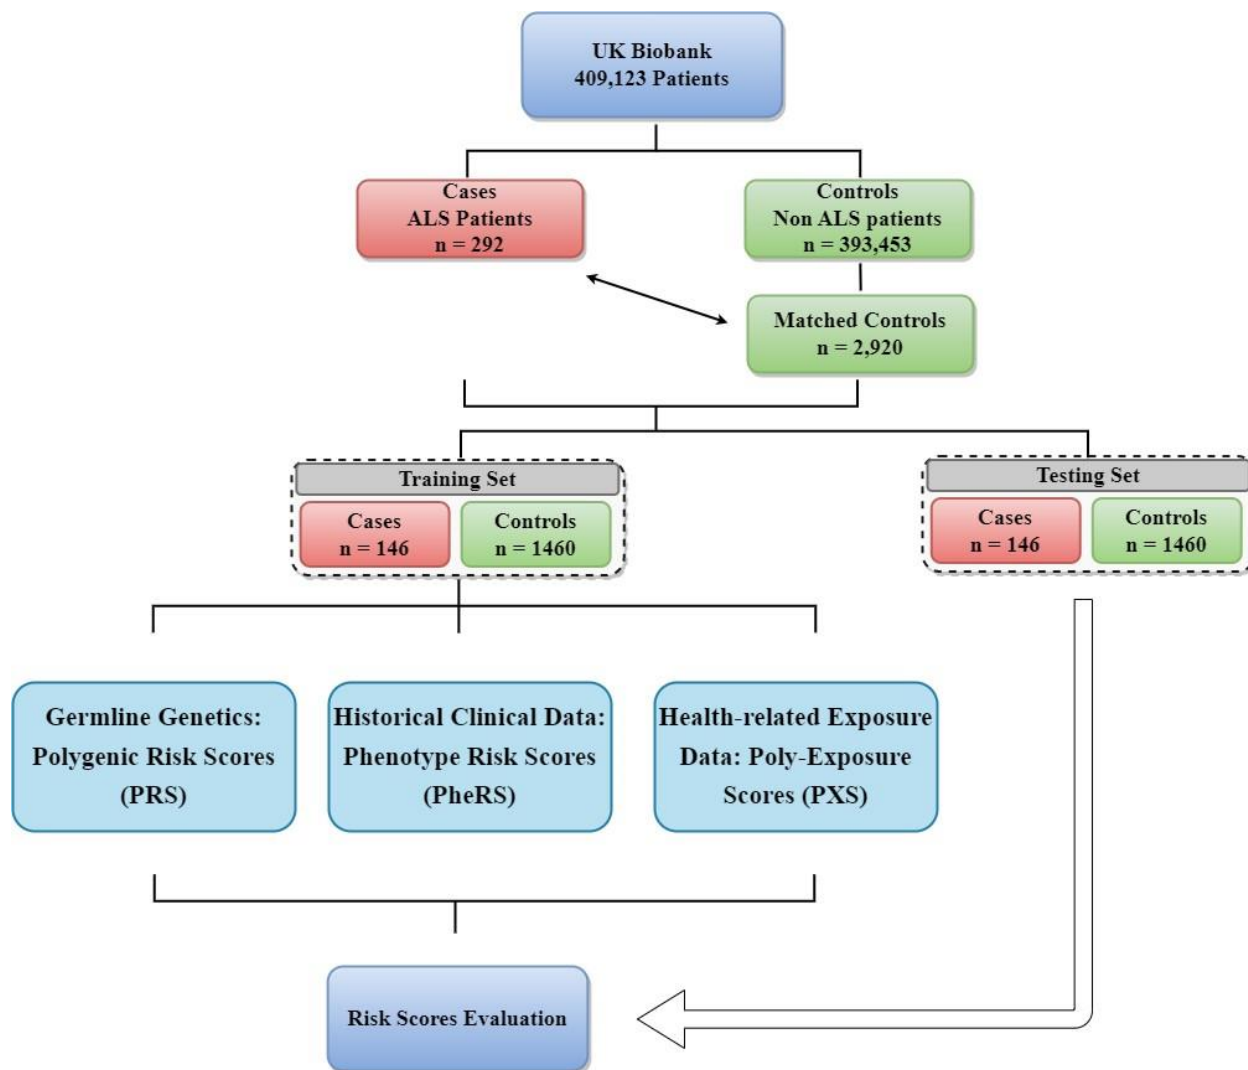 UK Biobank
409,123 Patients
Cases
ALS Patients
n = 292
Controls
Non ALS patients
n = 393,453
Matched Controls
n = 2,920
Training Set
Cases
n = 146
Controls
n = 1460
Testing Set
Cases
n = 146
Controls
n = 1460
Germline Genetics:
Polygenic Risk Scores
(PRS)
Historical Clinical Data:
Phenotype Risk Scores
(PheRS)
Health-related Exposure
Data: Poly-Exposure
Scores (PXS)
Risk Scores Evaluation